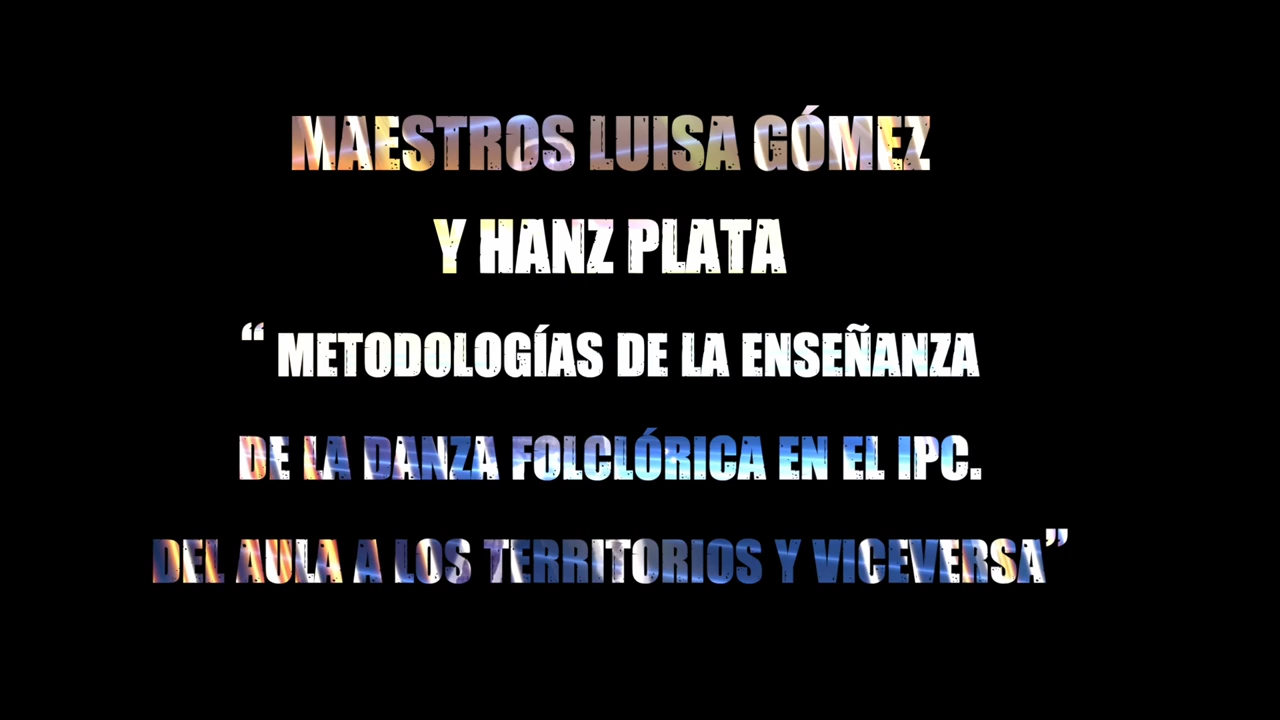 MAESTROS LUISA GÓMEZ
Y HANZ PLATA
“ METODOLOGÍAS DE LA ENSEÑANZA
DE LA DANZA FOLCLÓRICA EN EL IPC.
DEL AULA A LOS TERRITORIOS Y VICEVERSA”